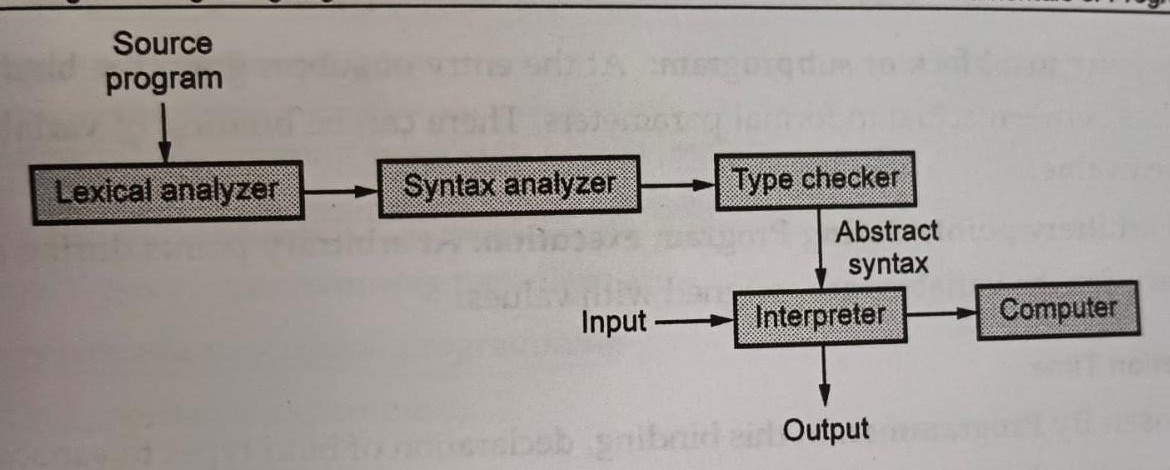 Source
program
Lexical analyzer
Syntax analyzer
Type checker
Abstract
syntax
Input
Interpreter
Computer
Output